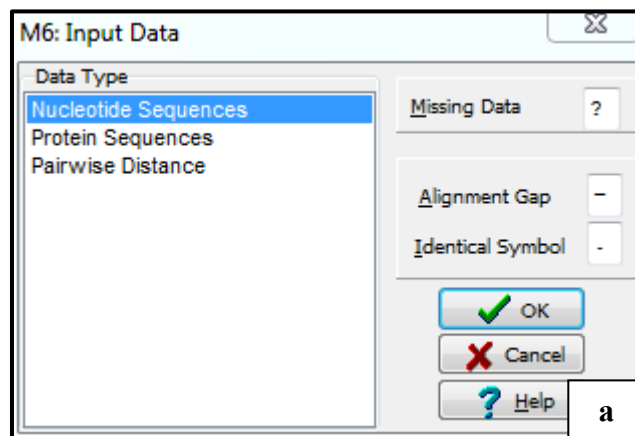 M6: Input Data
Data Type
Nucleotide Sequences
Protein Sequences
Pairwise Distance
Missing Data ?
Alignment Gap –
Identical Symbol -
OK
Cancel
Help
a